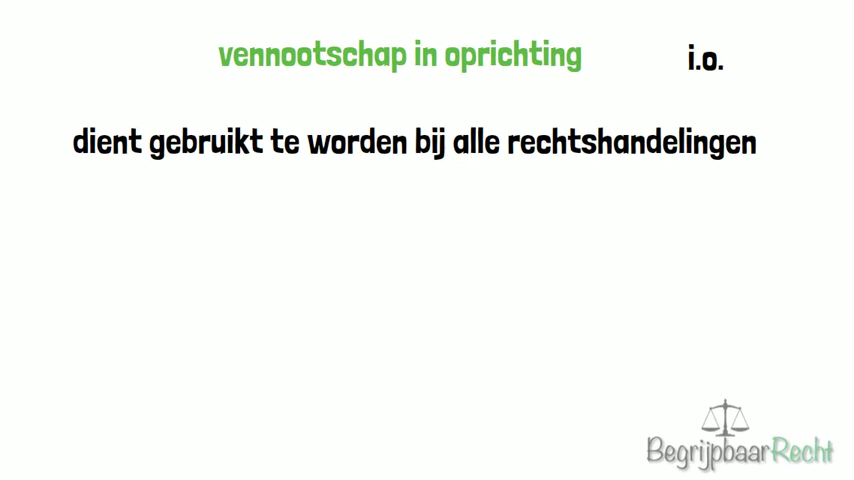 vennootschap in oprichting i.o.
dient gebruikt te worden bij alle rechtshandelingen
BegrijpbaarRecht